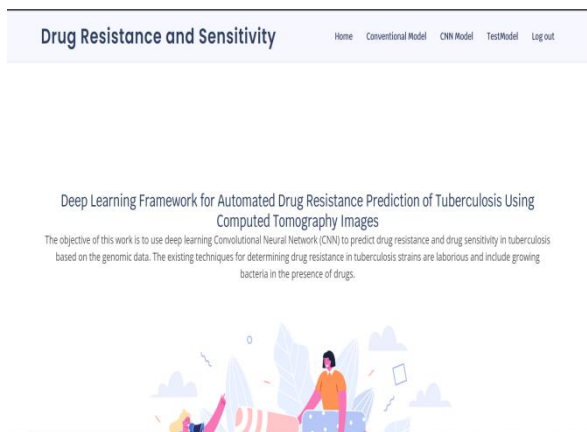 Drug Resistance and Sensitivity
Home Conventional Model CNN Model TestModel Log out
Deep Learning Framework for Automated Drug Resistance Prediction of Tuberculosis Using
Computed Tomography Images
The objective of this work is to use deep learning Convolutional Neural Network (CNN) to predict drug resistance and drug sensitivity in tuberculosis
based on the genomic data. The existing techniques for determining drug resistance in tuberculosis strains are laborious and include growing
bacteria in the presence of drugs.